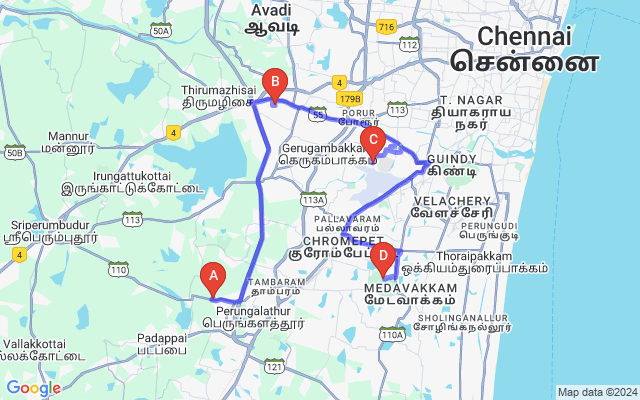 Avadi
ஆவடி
50A
716
Chennai
சென்னை
112
Thirumazhisai
திருமழிசை
B
4
179B
55
PORUR
போரூர்
T. NAGAR
தியாகராய
நகர்
Mannur
மன்னூர்
4
50B
Gerugambakkam
கெருகம்பாக்கம்
C
GUINDY
கிண்டி
Irungattukottai
இருங்காட்டுக்கோட்டை
113
113A
VELACHERY
வேளச்சேரி
PERUNGUDI
பெருங்குடி
Sriperumbudur
ஸ்ரீபெரும்புதூர்
113
4
PALLAVARAM
பல்லாவரம்
CHROMEPET
குரோம்பேட்
Thoraipakkam
ஒக்கியம்துரைப்பாக்கம்
D
A
TAMBARAM
தாம்பரம்
MEDAVAKKAM
மேடவாக்கம்
48
Perungalathur
பெருங்களத்தூர்
SHOLINGANALLUR
சோழிங்கநல்லூர்
Padappai
படப்பை
Vallakkottai
ல்லக்கோட்டை
110A
121
Google
Map data ©2024